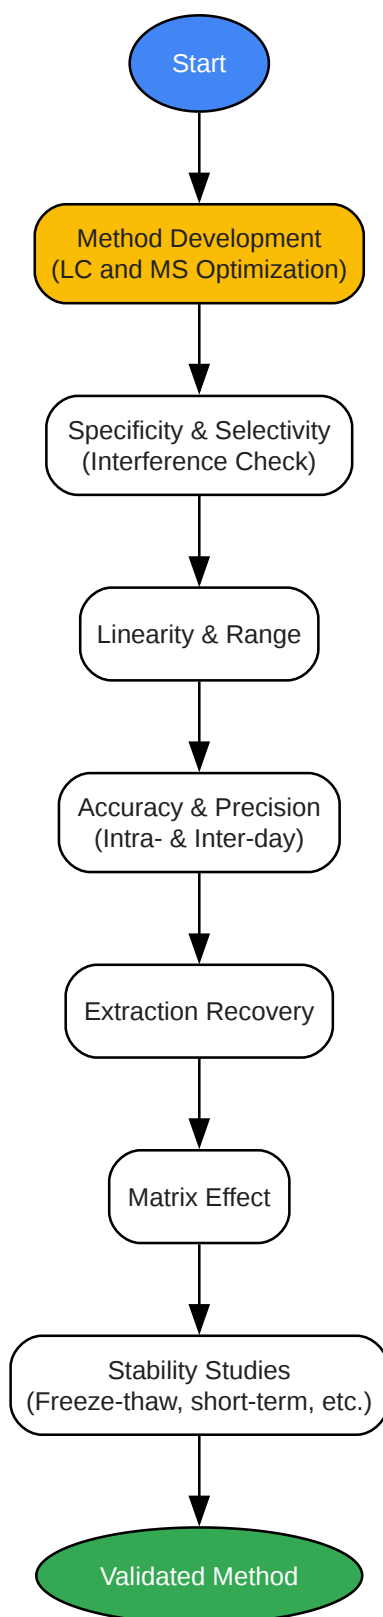 Start
Method Development
(LC and MS Optimization)
Specificity & Selectivity
(Interference Check)
Linearity & Range
Accuracy & Precision
(Intra- & Inter-day)
Extraction Recovery
Matrix Effect
Stability Studies
(Freeze-thaw, short-term, etc.)
Validated Method